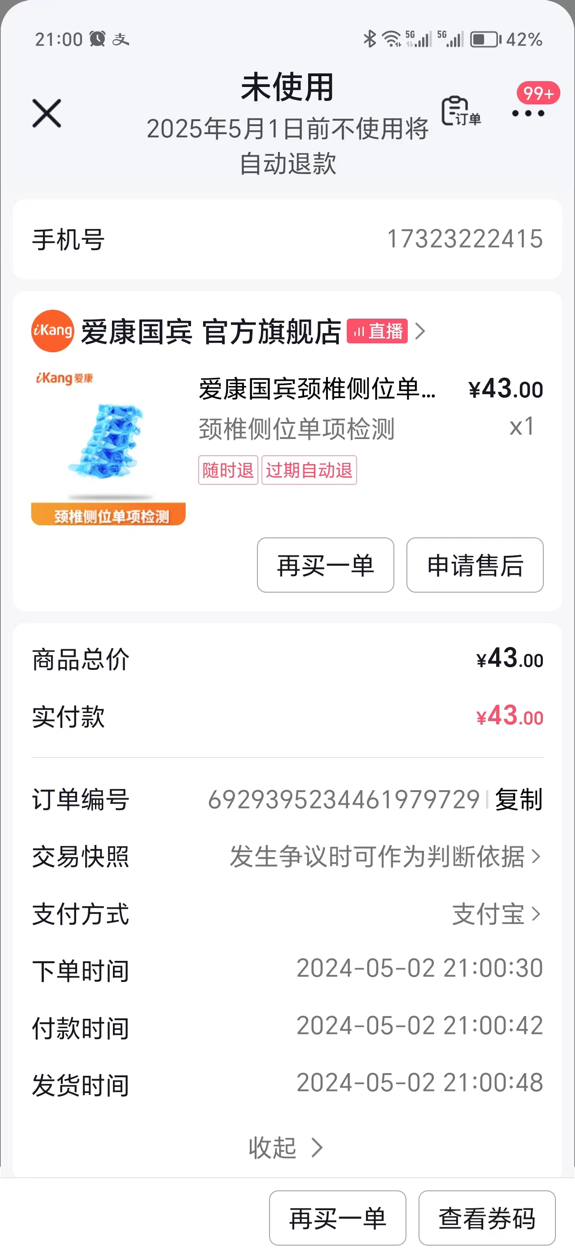 21:00 支 5G 5G 42%
未使用
2025年5月1日前不使用将
自动退款
订单
99+
手机号 17323222415
iKang 爱康国宾 官方旗舰店 直播
iKang爱康
颈椎侧位单项检测
爱康国宾颈椎侧位单... ¥43.00
颈椎侧位单项检测 x1
随时退 过期自动退
再买一单 申请售后
商品总价 ¥43.00
实付款 ¥43.00
订单编号 6929395234461979729 复制
交易快照 发生争议时可作为判断依据
支付方式 支付宝
下单时间 2024-05-02 21:00:30
付款时间 2024-05-02 21:00:42
发货时间 2024-05-02 21:00:48
收起
再买一单 查看券码